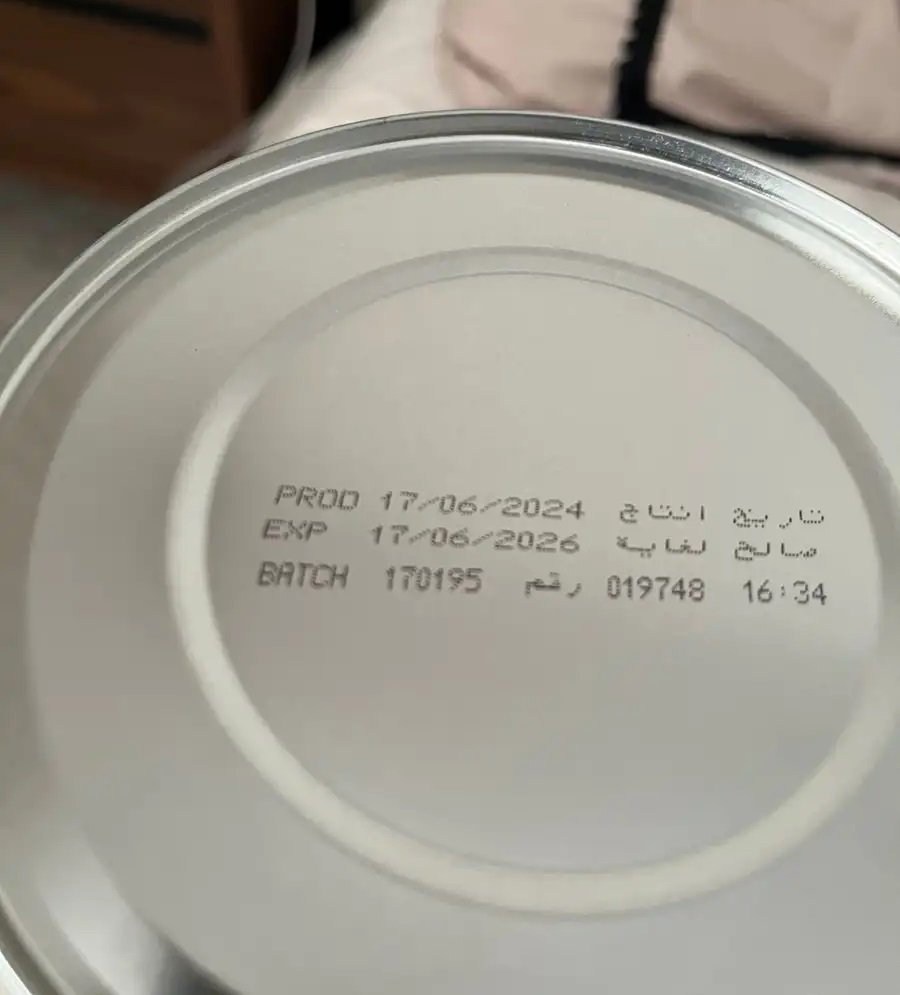 PROD 17/06/2024 تاريخ انتاج
EXP 17/06/2026 صالح لغاية
BATCH 170195 رقم 019748 16:34